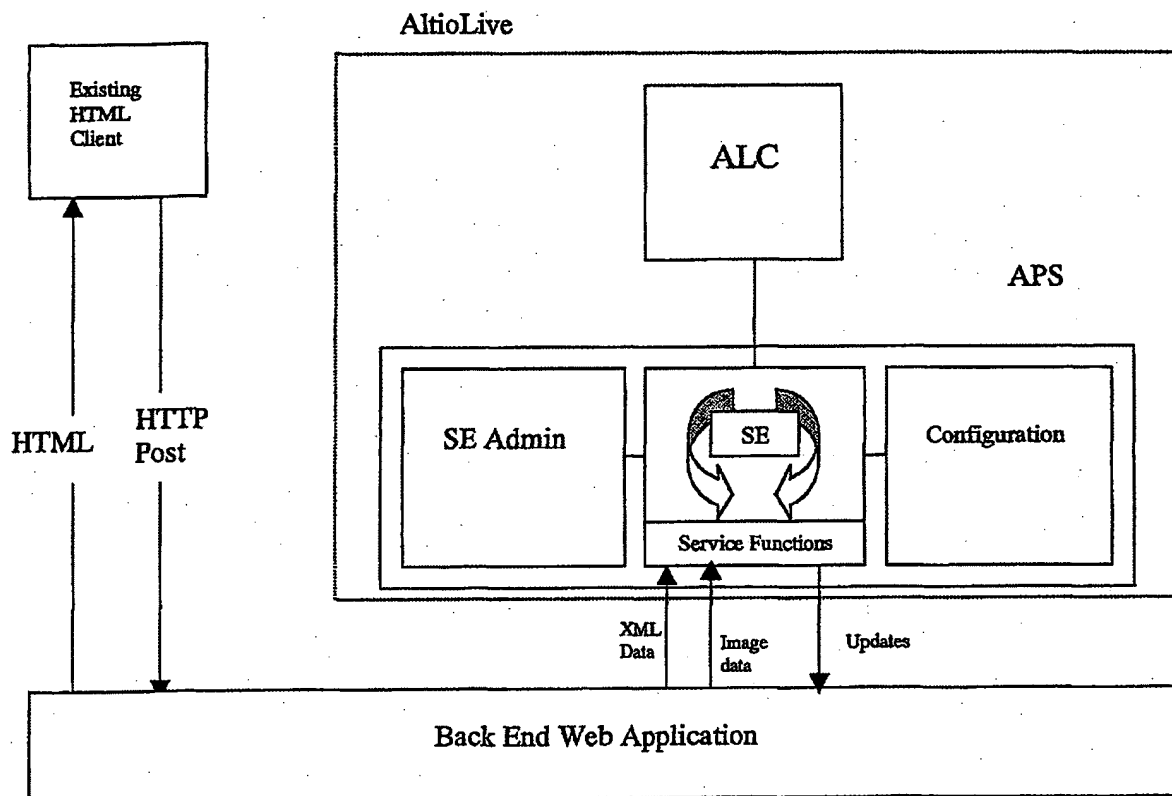 AltioLive
Existing
HTML
Client
ALC
APS
HTML
HTTP
Post
SE Admin
SE
Configuration
Service Functions
XML
Data
Image
data
Updates
Back End Web Application